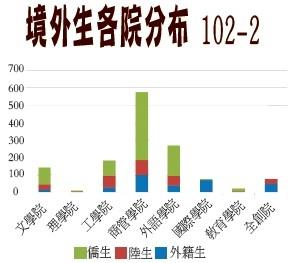 境外生各院分布 102-2
700
600
500
400
300
200
100
0
文學院
理學院
工學院
商管學院
外語學院
國際學院
教育學院
全創院
僑生 陸生 外籍生